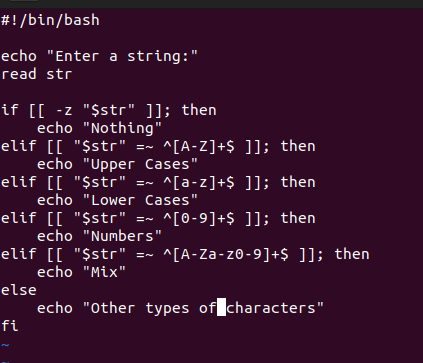 #!/bin/bash

echo "Enter a string:"
read str

if [[ -z "$str" ]]; then
    echo "Nothing"
elif [[ "$str" =~ ^[A-Z]+$ ]]; then
    echo "Upper Cases"
elif [[ "$str" =~ ^[a-z]+$ ]]; then
    echo "Lower Cases"
elif [[ "$str" =~ ^[0-9]+$ ]]; then
    echo "Numbers"
elif [[ "$str" =~ ^[A-Za-z0-9]+$ ]]; then
    echo "Mix"
else
    echo "Other types of characters"
fi
~
~